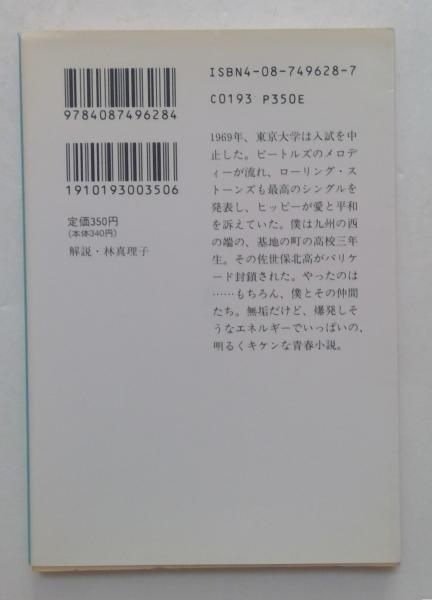 ISBN4-08-749628-7
C0193 P350E
9784087496284
1910193003506
定価350円
(本体340円)
解説・林真理子
1969年、東京大学は入試を中
止した。ビートルズのメロデ
ィーが流れ、ローリング・ス
トーンズも最高のシングルを
発表し、ヒッピーが愛と平和
を訴えていた。僕は九州の西
の端の、基地の町の高校三年
生。その佐世保北高がバリケ
ード封鎖された。やったのは
……もちろん、僕とその仲間
たち。無垢だけど、爆発しそ
うなエネルギーでいっぱいの、
明るくキケンな青春小説。